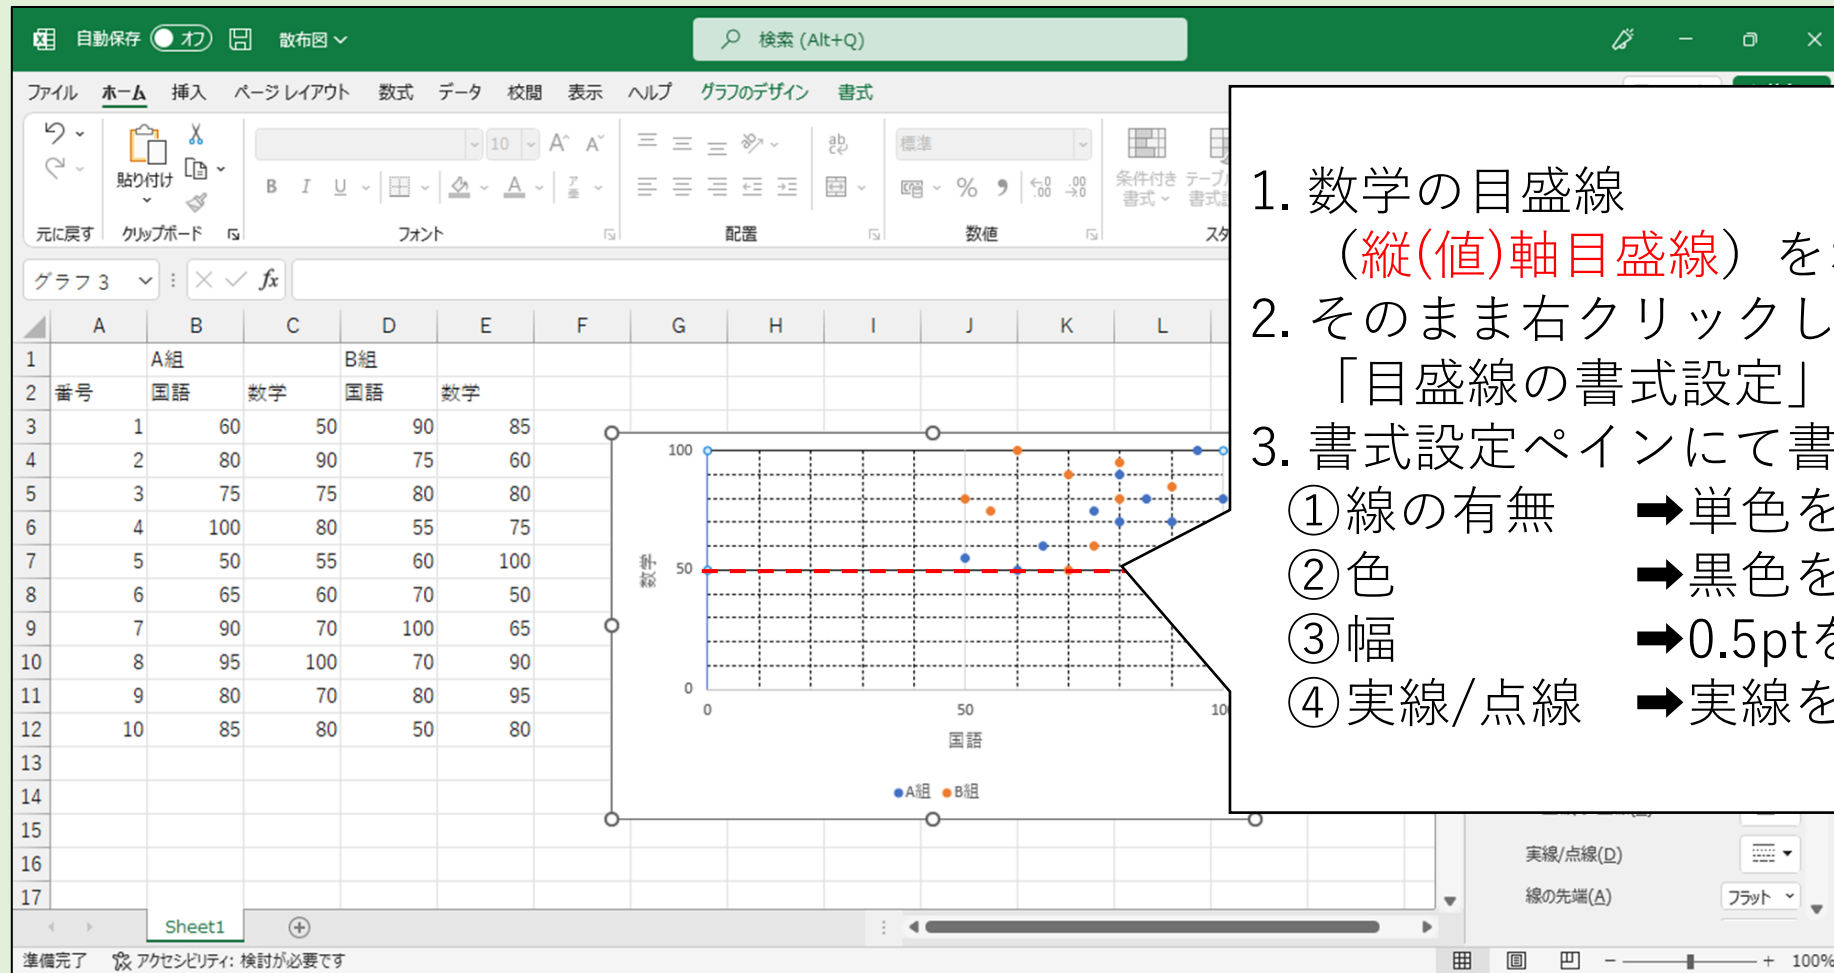 自動保存 オフ 散布図 検索 (Alt+Q)
ファイル ホーム 挿入 ページ レイアウト 数式 データ 校閲 表示 ヘルプ グラフのデザイン 書式
10 A^ Aˇ ab 標準
貼り付け B I U A ア亜 % 9 .00 .0 条件付き書式
元に戻す クリップボード フォント 配置 数値
グラフ 3 fx
A B C D E F G H I J K L
1 A組 B組
2 番号 国語 数学 国語 数学
3 1 60 50 90 85
4 2 80 90 75 60
5 3 75 75 80 80
6 4 100 80 55 75
7 5 50 55 60 100
8 6 65 60 70 50
9 7 90 70 100 65
10 8 95 100 70 90
11 9 80 70 80 95
12 10 85 80 50 80
13
14
15
16
17
100
50
0
数学
0 50
国語
A組 B組
1. 数学の目盛線
（縦(値)軸目盛線）を
2. そのまま右クリックし
「目盛線の書式設定」
3. 書式設定ペインにて書
①線の有無 ➡単色を
②色 ➡黒色を
③幅 ➡0.5ptを
④実線/点線 ➡実線を
実線/点線(D)
線の先端(A) フラット
Sheet1
準備完了 アクセシビリティ: 検討が必要です 100%